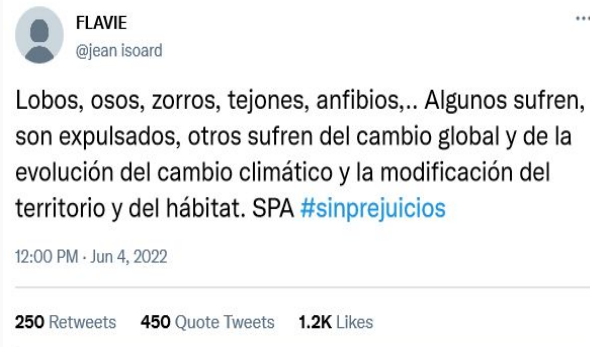 FLAVIE
@jean isoard
Lobos, osos, zorros, tejones, anfibios,.. Algunos sufren,
son expulsados, otros sufren del cambio global y de la
evolución del cambio climático y la modificación del
territorio y del hábitat. SPA #sinprejuicios
12:00 PM · Jun 4, 2022
250 Retweets 450 Quote Tweets 1.2K Likes